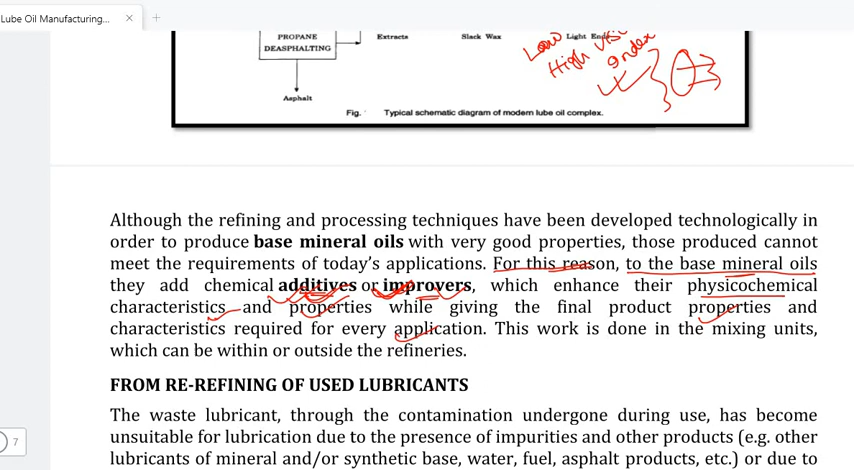 Lube Oil Manufacturing...
PROPANE
DEASPHALTING
Extracts
Slack Wax
Light Ends
Low
High Vis
Index
Asphalt
Fig. Typical schematic diagram of modern lube oil complex.
Although the refining and processing techniques have been developed technologically in
order to produce base mineral oils with very good properties, those produced cannot
meet the requirements of today's applications. For this reason, to the base mineral oils
they add chemical additives or improvers, which enhance their physicochemical
characteristics and properties while giving the final product properties and
characteristics required for every application. This work is done in the mixing units,
which can be within or outside the refineries.
FROM RE-REFINING OF USED LUBRICANTS
The waste lubricant, through the contamination undergone during use, has become
unsuitable for lubrication due to the presence of impurities and other products (e.g. other
lubricants of mineral and/or synthetic base, water, fuel, asphalt products, etc.) or due to
7